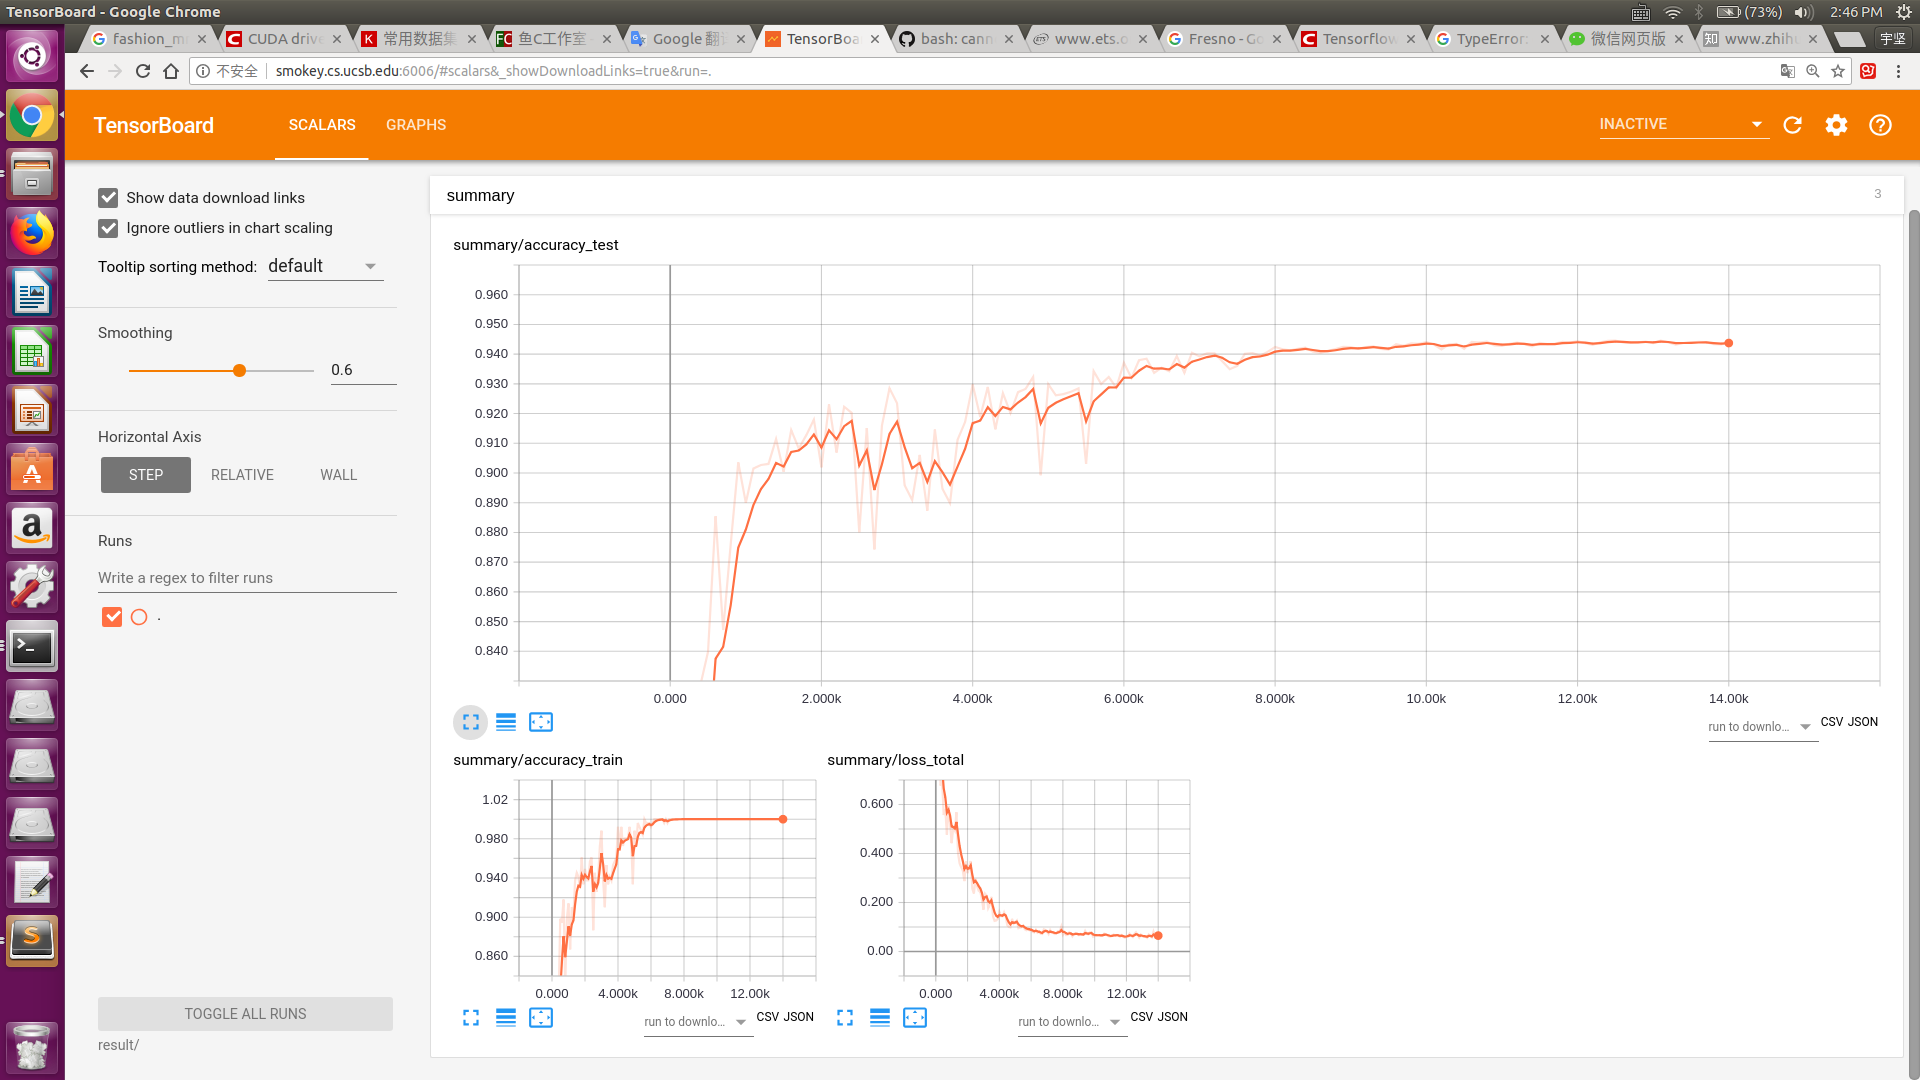 TensorBoard - Google Chrome
(73%)
2:46 PM
fashion_m
CUDA drive
常用数据集
鱼C工作室
Google 翻
TensorBoa
bash: cann
www.ets.o
Fresno - G
Tensorflow
TypeError:
微信网页版
www.zhih
宇坚
不安全
smokey.cs.ucsb.edu:6006/#scalars&_showDownloadLinks=true&run=.
TensorBoard
SCALARS
GRAPHS
INACTIVE
Show data download links
Ignore outliers in chart scaling
Tooltip sorting method:
default
Smoothing
0.6
Horizontal Axis
STEP
RELATIVE
WALL
Runs
Write a regex to filter runs
.
TOGGLE ALL RUNS
result/
summary
3
summary/accuracy_test
0.960
0.950
0.940
0.930
0.920
0.910
0.900
0.890
0.880
0.870
0.860
0.850
0.840
0.000 2.000k 4.000k 6.000k 8.000k 10.00k 12.00k 14.00k
run to downlo...
CSV JSON
summary/accuracy_train
1.02
0.980
0.940
0.900
0.860
0.000 4.000k 8.000k 12.00k
run to downlo...
CSV JSON
summary/loss_total
0.600
0.400
0.200
0.00
0.000 4.000k 8.000k 12.00k
run to downlo...
CSV JSON